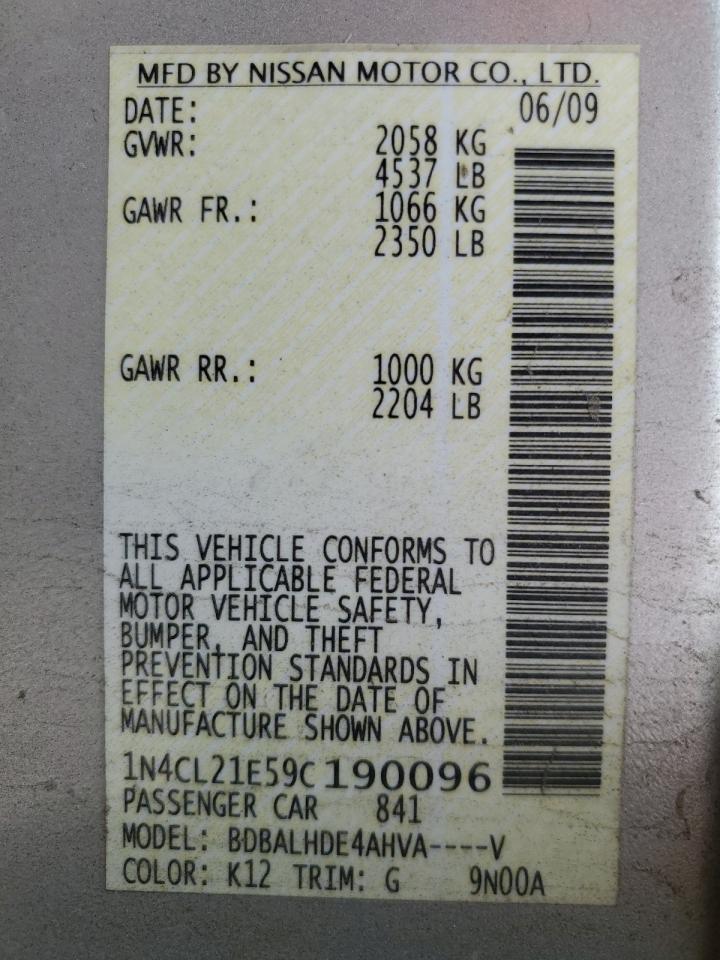 MFD BY NISSAN MOTOR CO., LTD.
DATE: 06/09
GVWR: 2058 KG
4537 LB
GAWR FR.: 1066 KG
2350 LB
GAWR RR.: 1000 KG
2204 LB
THIS VEHICLE CONFORMS TO
ALL APPLICABLE FEDERAL
MOTOR VEHICLE SAFETY,
BUMPER, AND THEFT
PREVENTION STANDARDS IN
EFFECT ON THE DATE OF
MANUFACTURE SHOWN ABOVE.
1N4CL21E59C190096
PASSENGER CAR 841
MODEL: BDBALHDE4AHVA----V
COLOR: K12 TRIM: G 9N00A